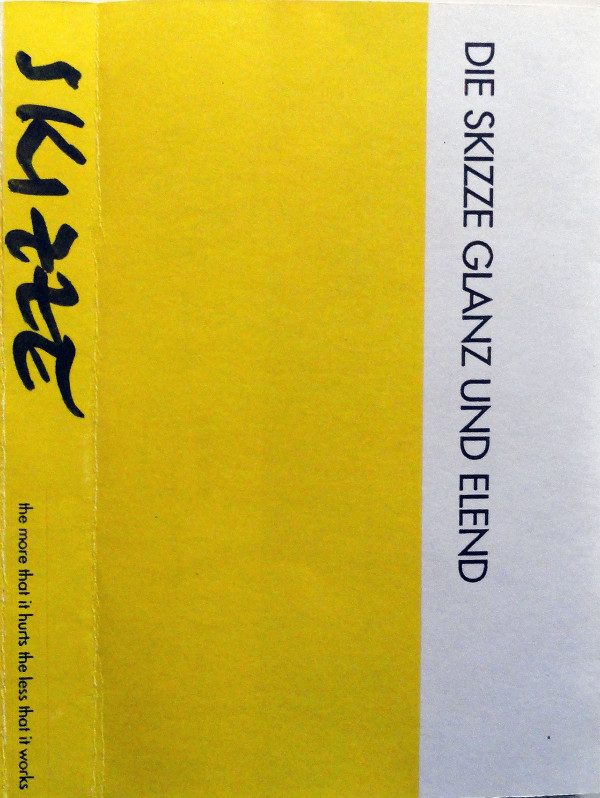 DIE SKIZZE GLANZ UND ELEND
SKIZZE
the more that it hurts the less that it works